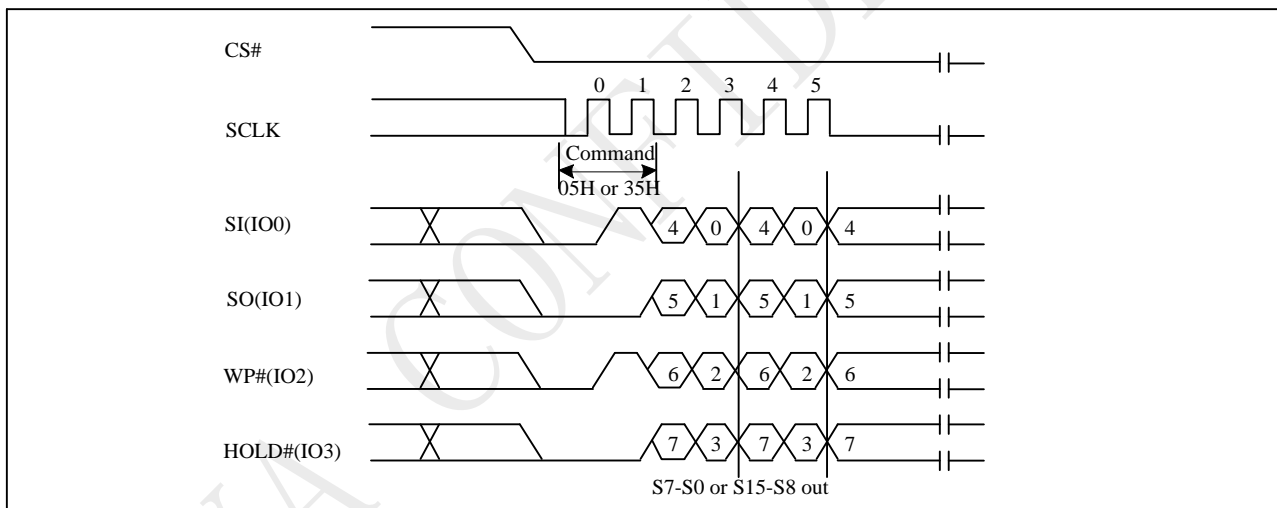 CS#
0 1 2 3 4 5
SCLK
Command
05H or 35H
SI(IO0) 4 0 4 0 4
SO(IO1) 5 1 5 1 5
WP#(IO2) 6 2 6 2 6
HOLD#(IO3) 7 3 7 3 7
S7-S0 or S15-S8 out